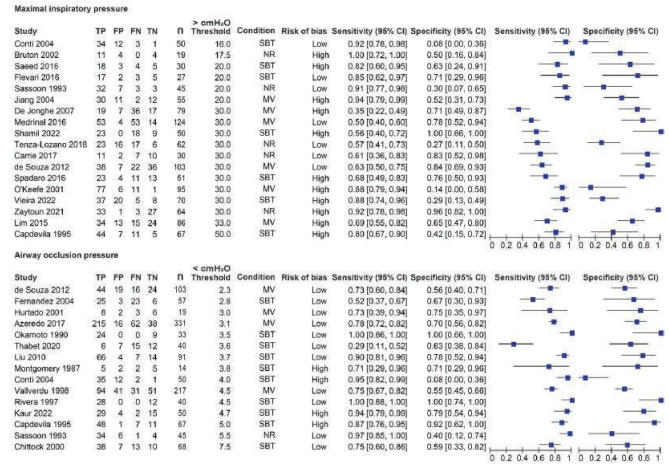 Maximal inspiratory pressure
> cmH₂O
Study TP FP FN TN n Threshold Condition Risk of bias Sensitivity (95% CI) Specificity (95% CI) Sensitivity (95% CI) Specificity (95% CI)
Conti 2004 34 12 3 1 50 16.0 SBT Low 0.92 [0.78, 0.98] 0.08 [0.00, 0.36]
Bruton 2002 11 4 0 4 19 17.5 NR High 1.00 [0.72, 1.00] 0.50 [0.16, 0.84]
Saeed 2016 18 3 4 5 30 20.0 SBT High 0.82 [0.60, 0.95] 0.63 [0.24, 0.91]
Flevari 2016 17 2 3 5 27 20.0 SBT Low 0.85 [0.62, 0.97] 0.71 [0.29, 0.96]
Sassoon 1993 32 7 3 3 45 20.0 NR Low 0.91 [0.77, 0.98] 0.30 [0.07, 0.65]
Jiang 2004 30 11 2 12 55 20.0 MV Low 0.94 [0.79, 0.99] 0.52 [0.31, 0.73]
De Jonghe 2007 19 7 36 17 79 30.0 MV High 0.35 [0.22, 0.49] 0.71 [0.49, 0.87]
Medrinal 2016 53 4 53 14 124 30.0 MV Low 0.50 [0.40, 0.60] 0.78 [0.52, 0.94]
Shamil 2022 23 0 18 9 50 30.0 SBT High 0.56 [0.40, 0.72] 1.00 [0.66, 1.00]
Tenza-Lozano 2018 23 16 17 6 62 30.0 NR High 0.57 [0.41, 0.73] 0.27 [0.11, 0.50]
Carrie 2017 11 2 7 10 30 30.0 NR Low 0.61 [0.36, 0.83] 0.83 [0.52, 0.98]
de Souza 2012 38 7 22 36 103 30.0 MV Low 0.63 [0.50, 0.75] 0.84 [0.69, 0.93]
Spadaro 2016 23 4 11 13 51 30.0 SBT High 0.68 [0.49, 0.83] 0.76 [0.50, 0.93]
O'Keefe 2001 77 6 11 1 95 30.0 MV High 0.88 [0.79, 0.94] 0.14 [0.00, 0.58]
Vieira 2022 37 20 5 8 70 30.0 SBT High 0.88 [0.74, 0.96] 0.29 [0.13, 0.49]
Zaytoun 2021 33 1 3 27 64 30.0 NR High 0.92 [0.78, 0.98] 0.96 [0.82, 1.00]
Lim 2015 34 13 15 24 86 33.0 MV High 0.69 [0.55, 0.82] 0.65 [0.47, 0.80]
Capdevila 1995 44 7 11 5 67 50.0 SBT High 0.80 [0.67, 0.90] 0.42 [0.15, 0.72]
0 0.2 0.4 0.6 0.8 1 0 0.2 0.4 0.6 0.8 1
Airway occlusion pressure
< cmH₂O
Study TP FP FN TN n Threshold Condition Risk of bias Sensitivity (95% CI) Specificity (95% CI) Sensitivity (95% CI) Specificity (95% CI)
de Souza 2012 44 19 16 24 103 2.3 MV Low 0.73 [0.60, 0.84] 0.56 [0.40, 0.71]
Fernandez 2004 25 3 23 6 57 2.8 SBT Low 0.52 [0.37, 0.67] 0.67 [0.30, 0.93]
Hurtado 2001 8 2 3 6 19 3.0 MV Low 0.73 [0.39, 0.94] 0.75 [0.35, 0.97]
Azeredo 2017 215 16 62 38 331 3.1 MV Low 0.78 [0.72, 0.82] 0.70 [0.56, 0.82]
Okamoto 1990 24 0 0 9 33 3.5 SBT Low 1.00 [0.86, 1.00] 1.00 [0.66, 1.00]
Thabet 2020 6 7 15 12 40 3.6 SBT Low 0.29 [0.11, 0.52] 0.63 [0.38, 0.84]
Liu 2010 66 4 7 14 91 3.7 SBT Low 0.90 [0.81, 0.96] 0.78 [0.52, 0.94]
Montgomery 1987 5 2 2 5 14 4.0 SBT High 0.71 [0.29, 0.96] 0.71 [0.29, 0.96]
Conti 2004 35 12 2 1 50 4.0 SBT Low 0.95 [0.82, 0.99] 0.08 [0.00, 0.36]
Vallverdu 1998 94 41 31 51 217 4.5 MV Low 0.75 [0.67, 0.82] 0.55 [0.45, 0.66]
Rivera 1997 28 0 0 12 40 4.5 SBT Low 1.00 [0.88, 1.00] 1.00 [0.74, 1.00]
Kaur 2022 29 4 2 15 50 4.7 SBT High 0.94 [0.79, 0.99] 0.79 [0.54, 0.94]
Capdevila 1995 48 1 7 11 67 5.0 SBT High 0.87 [0.76, 0.95] 0.92 [0.62, 1.00]
Sassoon 1993 34 6 1 4 45 5.5 NR Low 0.97 [0.85, 1.00] 0.40 [0.12, 0.74]
Chittock 2000 38 7 13 10 68 7.5 SBT Low 0.75 [0.60, 0.86] 0.59 [0.33, 0.82]
0 0.2 0.4 0.6 0.8 1 0 0.2 0.4 0.6 0.8 1